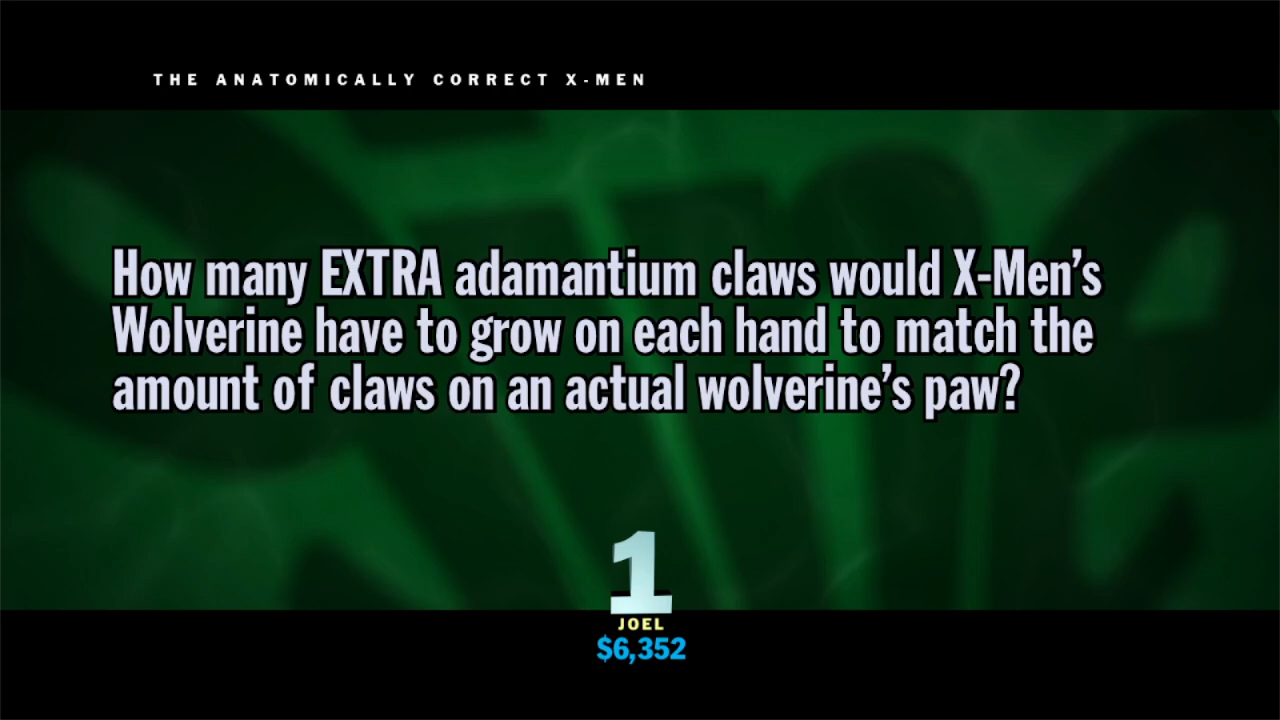 THE ANATOMICALLY CORRECT X-MEN
How many EXTRA adamantium claws would X-Men’s
Wolverine have to grow on each hand to match the
amount of claws on an actual wolverine’s paw?
1
JOEL
$6,352